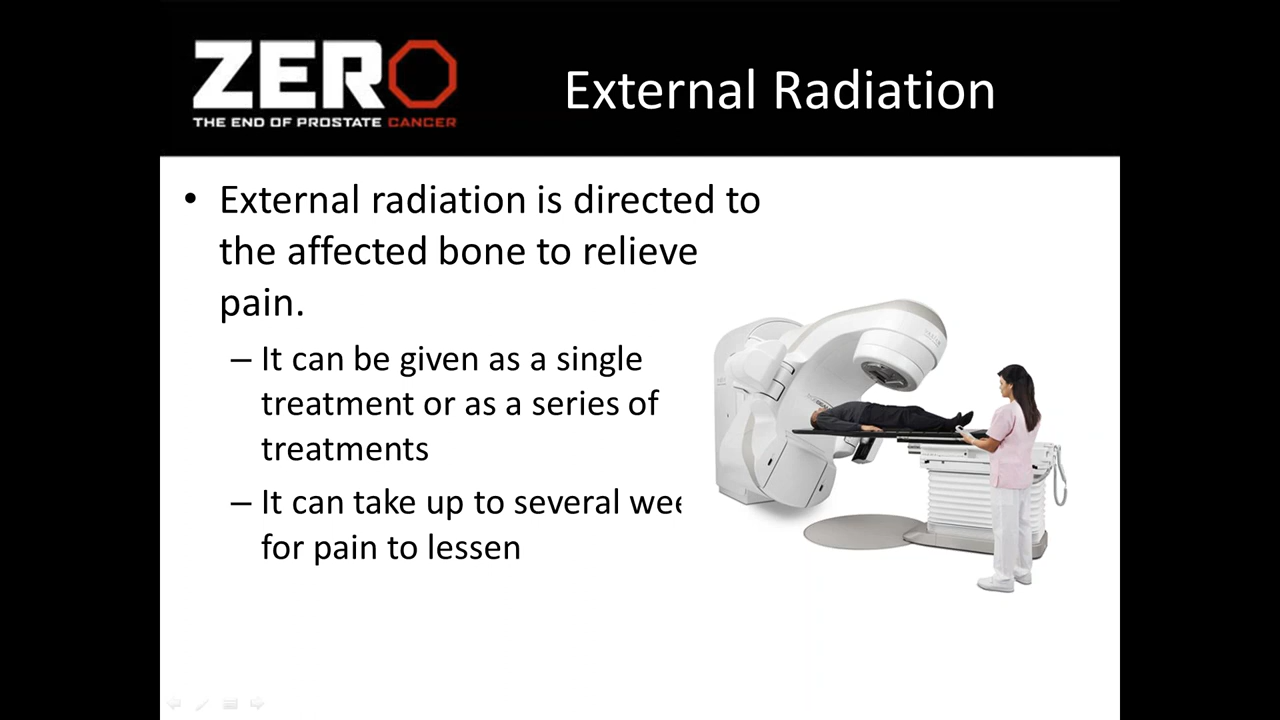 ZERO
THE END OF PROSTATE CANCER
External Radiation
• External radiation is directed to
the affected bone to relieve
pain.
– It can be given as a single
treatment or as a series of
treatments
– It can take up to several
for pain to lessen